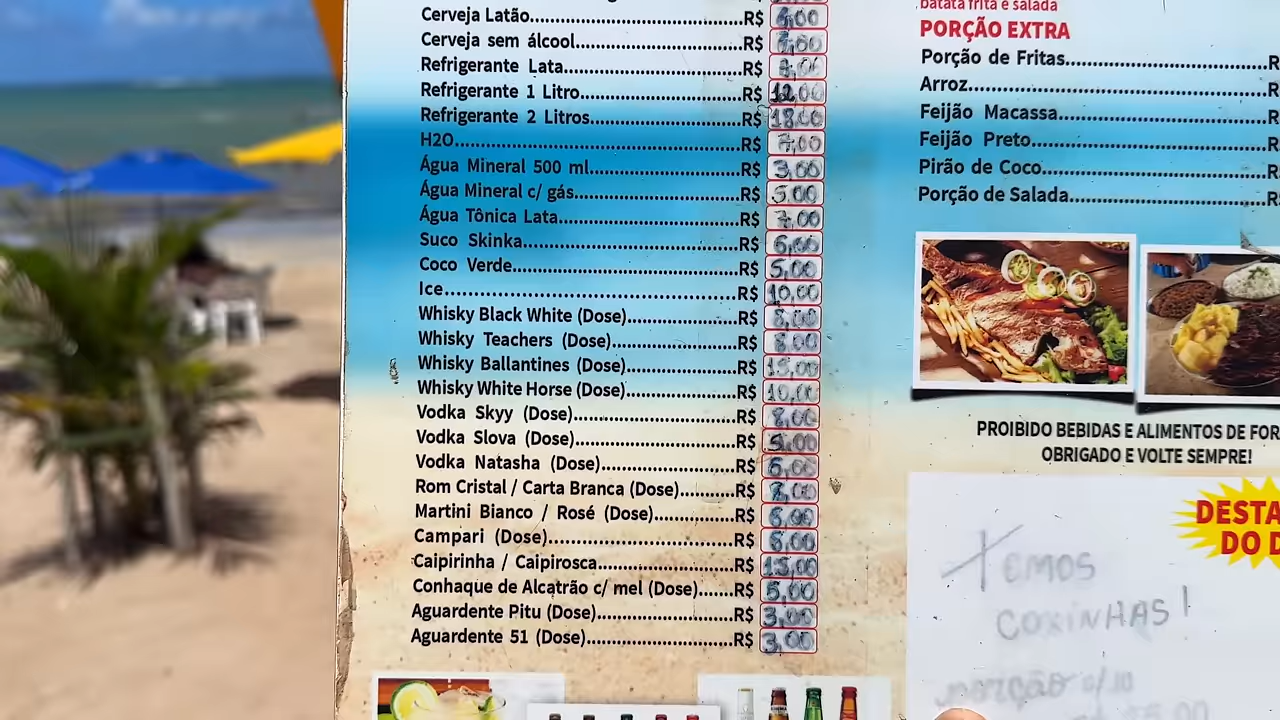 Cerveja Latão R$ 6,00
Cerveja sem álcool R$
Refrigerante Lata R$
Refrigerante 1 Litro R$ 12,00
Refrigerante 2 Litros R$ 18,00
H2O R$ 7,00
Água Mineral 500 ml R$ 3,00
Água Mineral c/ gás R$ 5,00
Água Tônica Lata R$ 7,00
Suco Skinka R$ 6,00
Coco Verde R$ 5,00
Ice R$ 10,00
Whisky Black White (Dose) R$ 8,00
Whisky Teachers (Dose) R$ 8,00
Whisky Ballantines (Dose) R$ 15,00
Whisky White Horse (Dose) R$ 10,00
Vodka Skyy (Dose) R$ 8,00
Vodka Slova (Dose) R$ 5,00
Vodka Natasha (Dose) R$ 6,00
Rom Cristal / Carta Branca (Dose) R$ 8,00
Martini Bianco / Rosé (Dose) R$ 6,00
Campari (Dose) R$ 6,00
Caipirinha / Caipirosca R$ 15,00
Conhaque de Alcatrão c/ mel (Dose) R$ 5,00
Aguardente Pitu (Dose) R$ 3,00
Aguardente 51 (Dose) R$ 3,00
batata frita e salada
PORÇÃO EXTRA
Porção de Fritas
Arroz
Feijão Macassa
Feijão Preto
Pirão de Coco
Porção de Salada
PROIBIDO BEBIDAS E ALIMENTOS DE FOR
OBRIGADO E VOLTE SEMPRE!
DESTA
DO D
TEMOS
COXINHAS!
PORÇÃO c/10